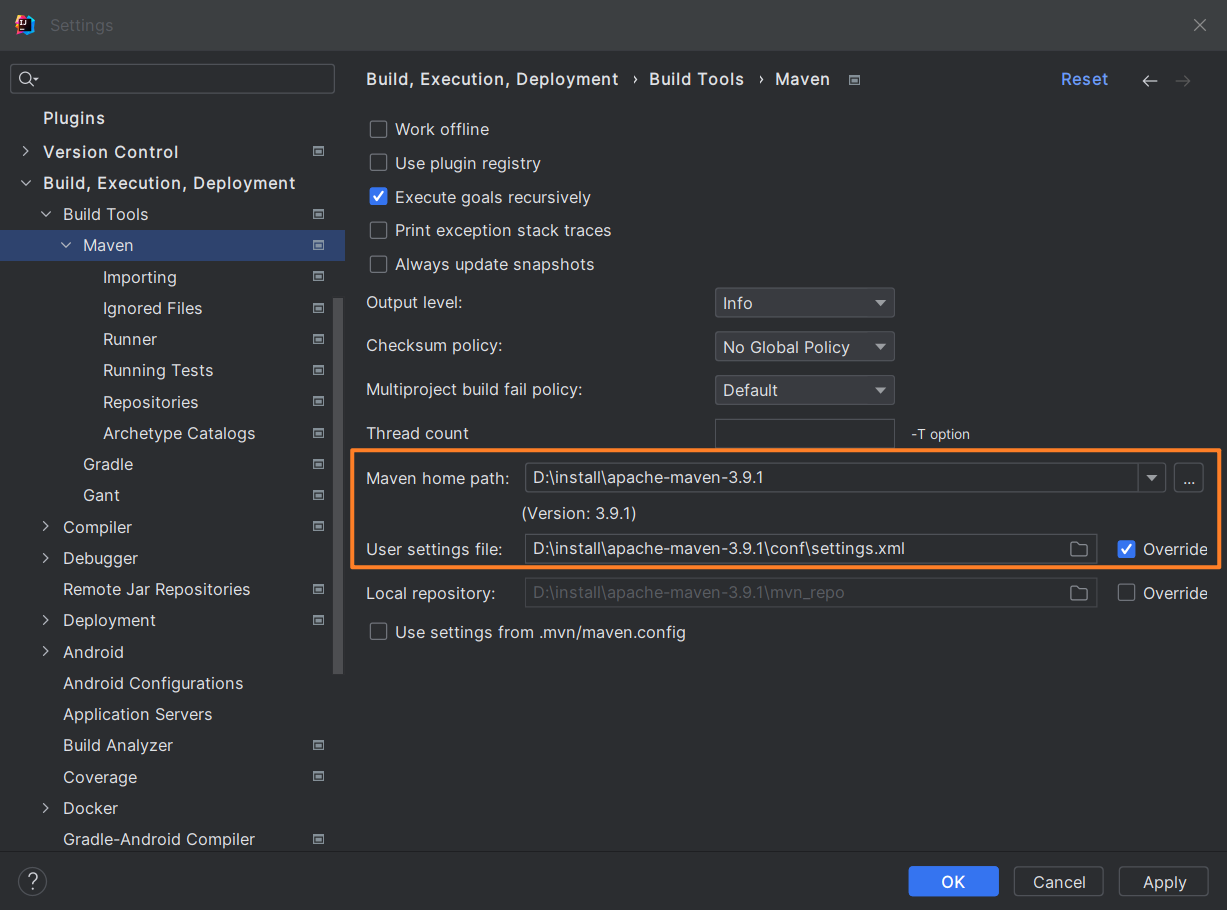 Settings
Build, Execution, Deployment › Build Tools › Maven
Reset
Plugins
Version Control
Build, Execution, Deployment
Build Tools
Maven
Importing
Ignored Files
Runner
Running Tests
Repositories
Archetype Catalogs
Gradle
Gant
Compiler
Debugger
Remote Jar Repositories
Deployment
Android
Android Configurations
Application Servers
Build Analyzer
Coverage
Docker
Gradle-Android Compiler
Work offline
Use plugin registry
Execute goals recursively
Print exception stack traces
Always update snapshots
Output level: Info
Checksum policy: No Global Policy
Multiproject build fail policy: Default
Thread count -T option
Maven home path: D:\install\apache-maven-3.9.1 ...
(Version: 3.9.1)
User settings file: D:\install\apache-maven-3.9.1\conf\settings.xml Override
Local repository: D:\install\apache-maven-3.9.1\mvn_repo Override
Use settings from .mvn/maven.config
? OK Cancel Apply